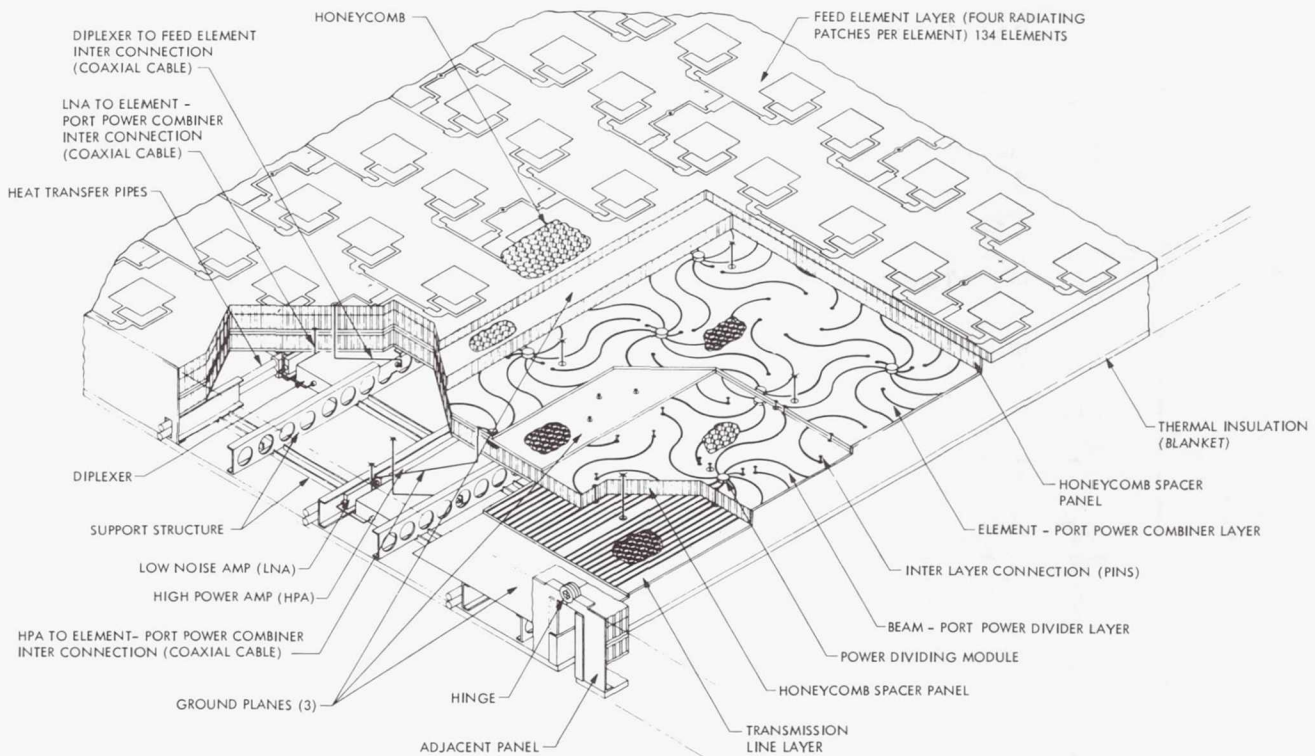 HONEYCOMB
FEED ELEMENT LAYER (FOUR RADIATING
PATCHES PER ELEMENT) 134 ELEMENTS
DIPLEXER TO FEED ELEMENT
INTER CONNECTION
(COAXIAL CABLE)
LNA TO ELEMENT -
PORT POWER COMBINER
INTER CONNECTION
(COAXIAL CABLE)
HEAT TRANSFER PIPES
DIPLEXER
SUPPORT STRUCTURE
LOW NOISE AMP (LNA)
HIGH POWER AMP (HPA)
HPA TO ELEMENT- PORT POWER COMBINER
INTER CONNECTION (COAXIAL CABLE)
GROUND PLANES (3)
HINGE
ADJACENT PANEL
THERMAL INSULATION
(BLANKET)
HONEYCOMB SPACER
PANEL
ELEMENT - PORT POWER COMBINER LAYER
INTER LAYER CONNECTION (PINS)
BEAM - PORT POWER DIVIDER LAYER
POWER DIVIDING MODULE
HONEYCOMB SPACER PANEL
TRANSMISSION
LINE LAYER